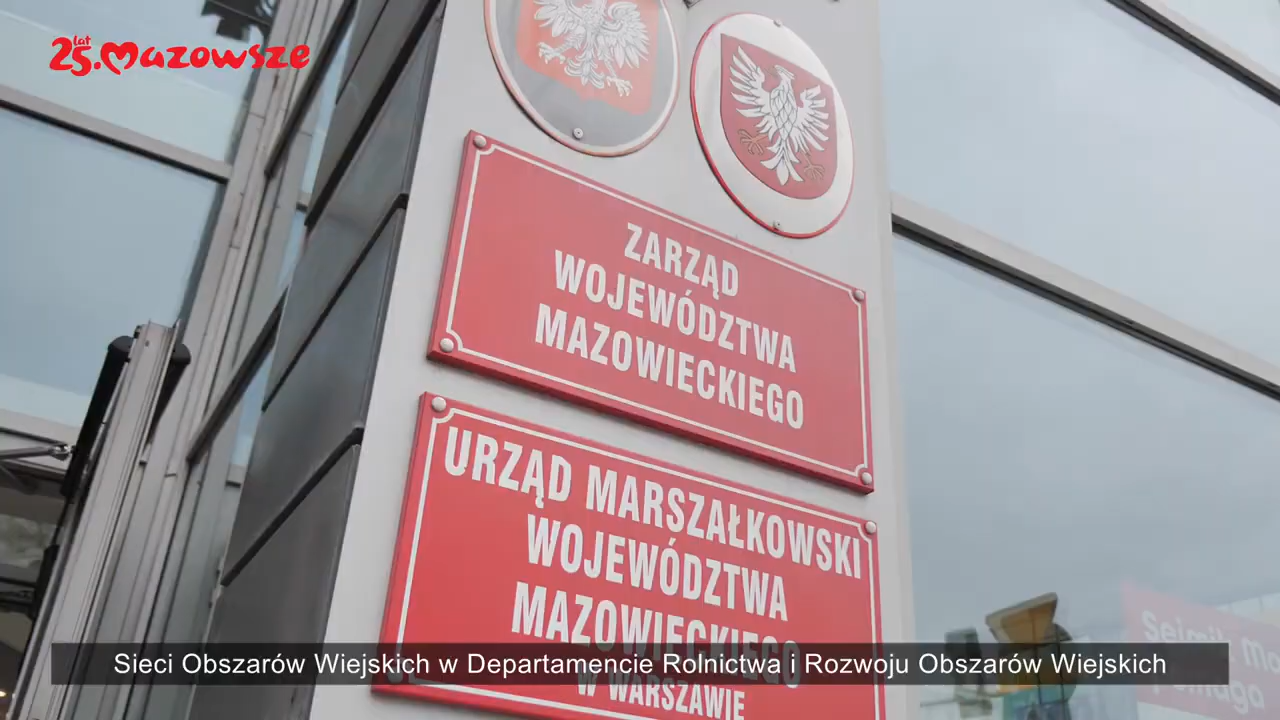 25 lat Mazowsze
ZARZĄD
WOJEWÓDZTWA
MAZOWIECKIEGO
URZĄD MARSZAŁKOWSKI
WOJEWÓDZTWA
MAZOWIECKIEGO
W WARSZAWIE
Sejmik
Sieci Obszarów Wiejskich w Departamencie Rolnictwa i Rozwoju Obszarów Wiejskich